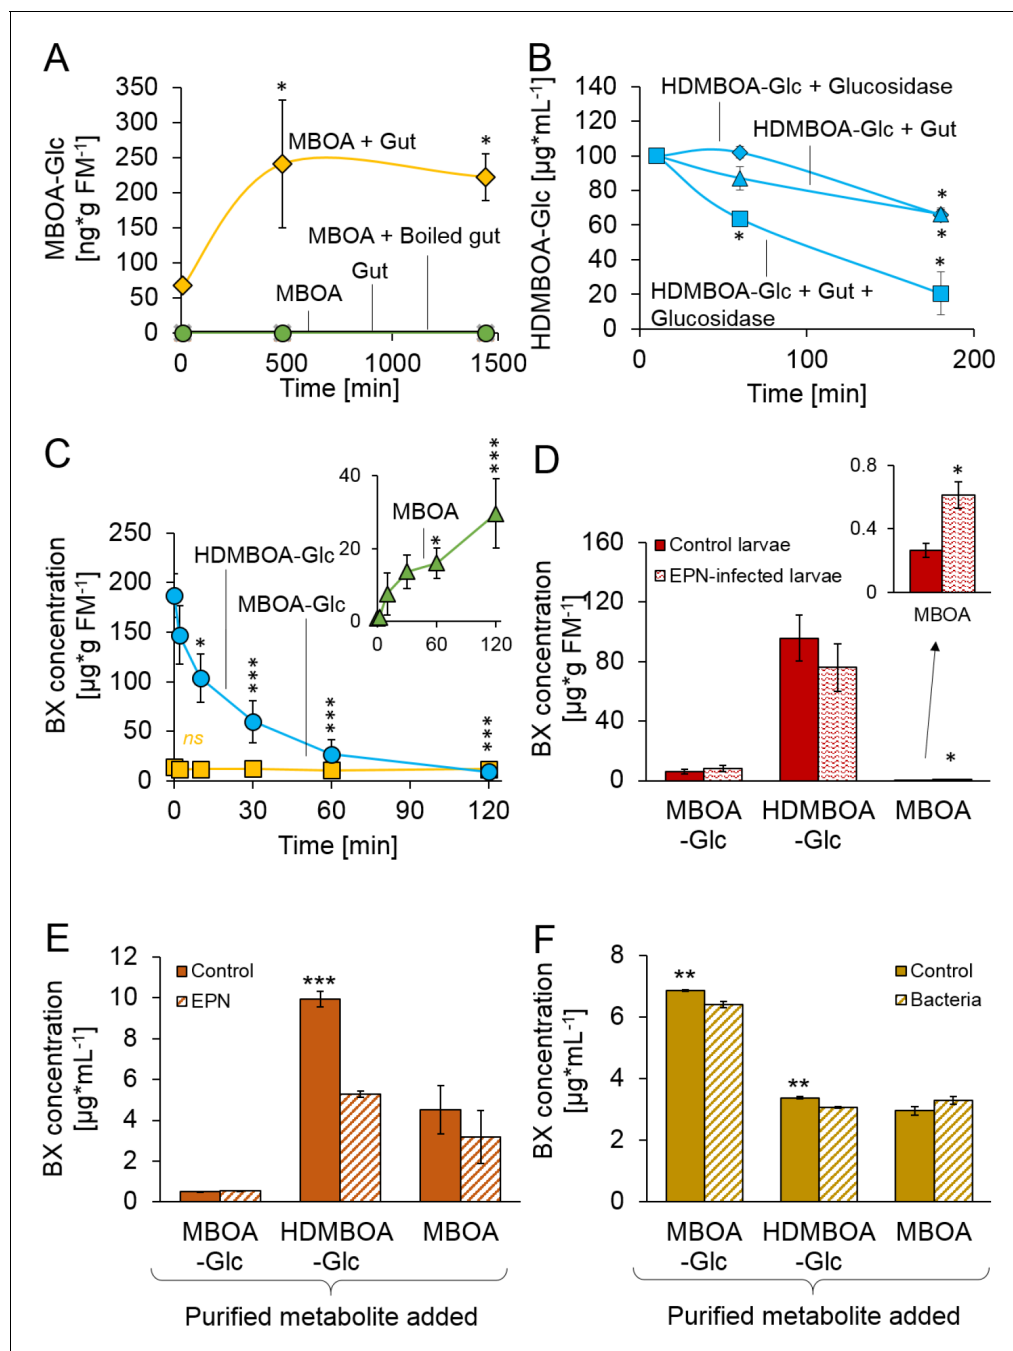 A
MBOA-Glc
[ng*g FM-1]
350
300
250
200
150
100
50
0
*
*
MBOA + Gut
MBOA + Boiled gut
Gut
MBOA
0
500
1000
1500
Time [min]
B
HDMBOA-Glc [µg*mL-1]
140
120
100
80
60
40
20
0
HDMBOA-Glc + Glucosidase
HDMBOA-Glc + Gut
*
*
*
*
HDMBOA-Glc + Gut +
Glucosidase
0
100
200
Time [min]
C
BX concentration
[µg*g FM-1]
250
200
150
100
50
0
HDMBOA-Glc
MBOA-Glc
*
***
***
***
ns
0
30
60
90
120
Time [min]
40
20
0
MBOA
*
***
0
60
120
D
BX concentration
[µg*g FM-1]
160
120
80
40
0
Control larvae
EPN-infected larvae
*
MBOA
-Glc
HDMBOA
-Glc
MBOA
0.8
0.4
0
*
MBOA
E
BX concentration
[µg*mL-1]
12
10
8
6
4
2
0
Control
EPN
***
MBOA
-Glc
HDMBOA
-Glc
MBOA
Purified metabolite added
F
BX concentration
[µg*mL-1]
8
6
4
2
0
**
**
Control
Bacteria
MBOA
-Glc
HDMBOA
-Glc
MBOA
Purified metabolite added